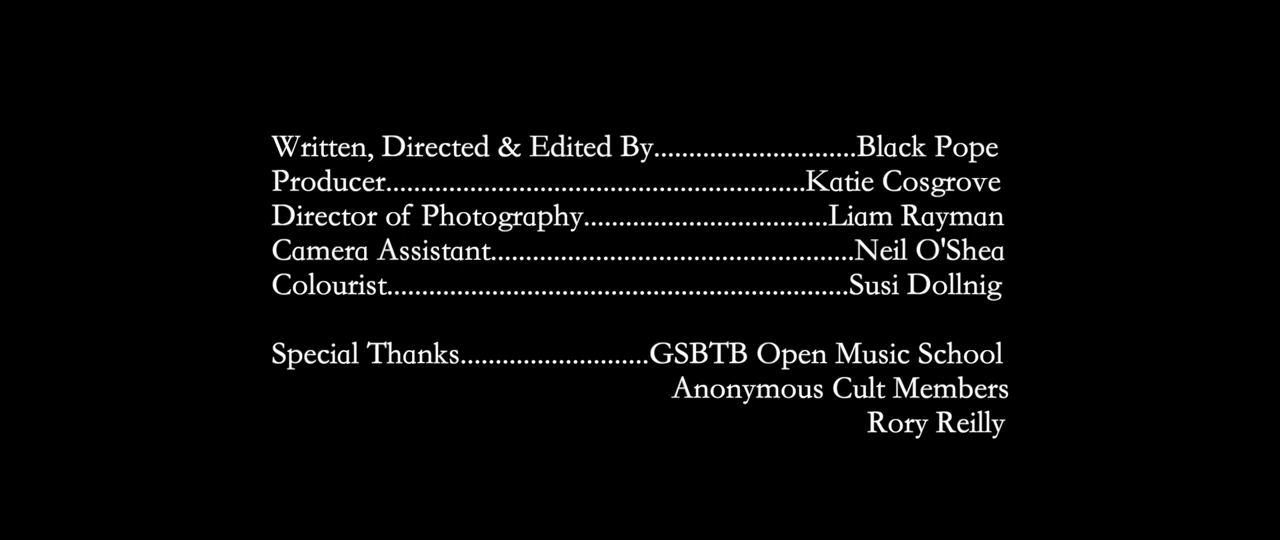 Written, Directed & Edited By.............................Black Pope
Producer............................................................Katie Cosgrove
Director of Photography...................................Liam Rayman
Camera Assistant....................................................Neil O'Shea
Colourist..................................................................Susi Dollnig
Special Thanks...........................GSBTB Open Music School
Anonymous Cult Members
Rory Reilly